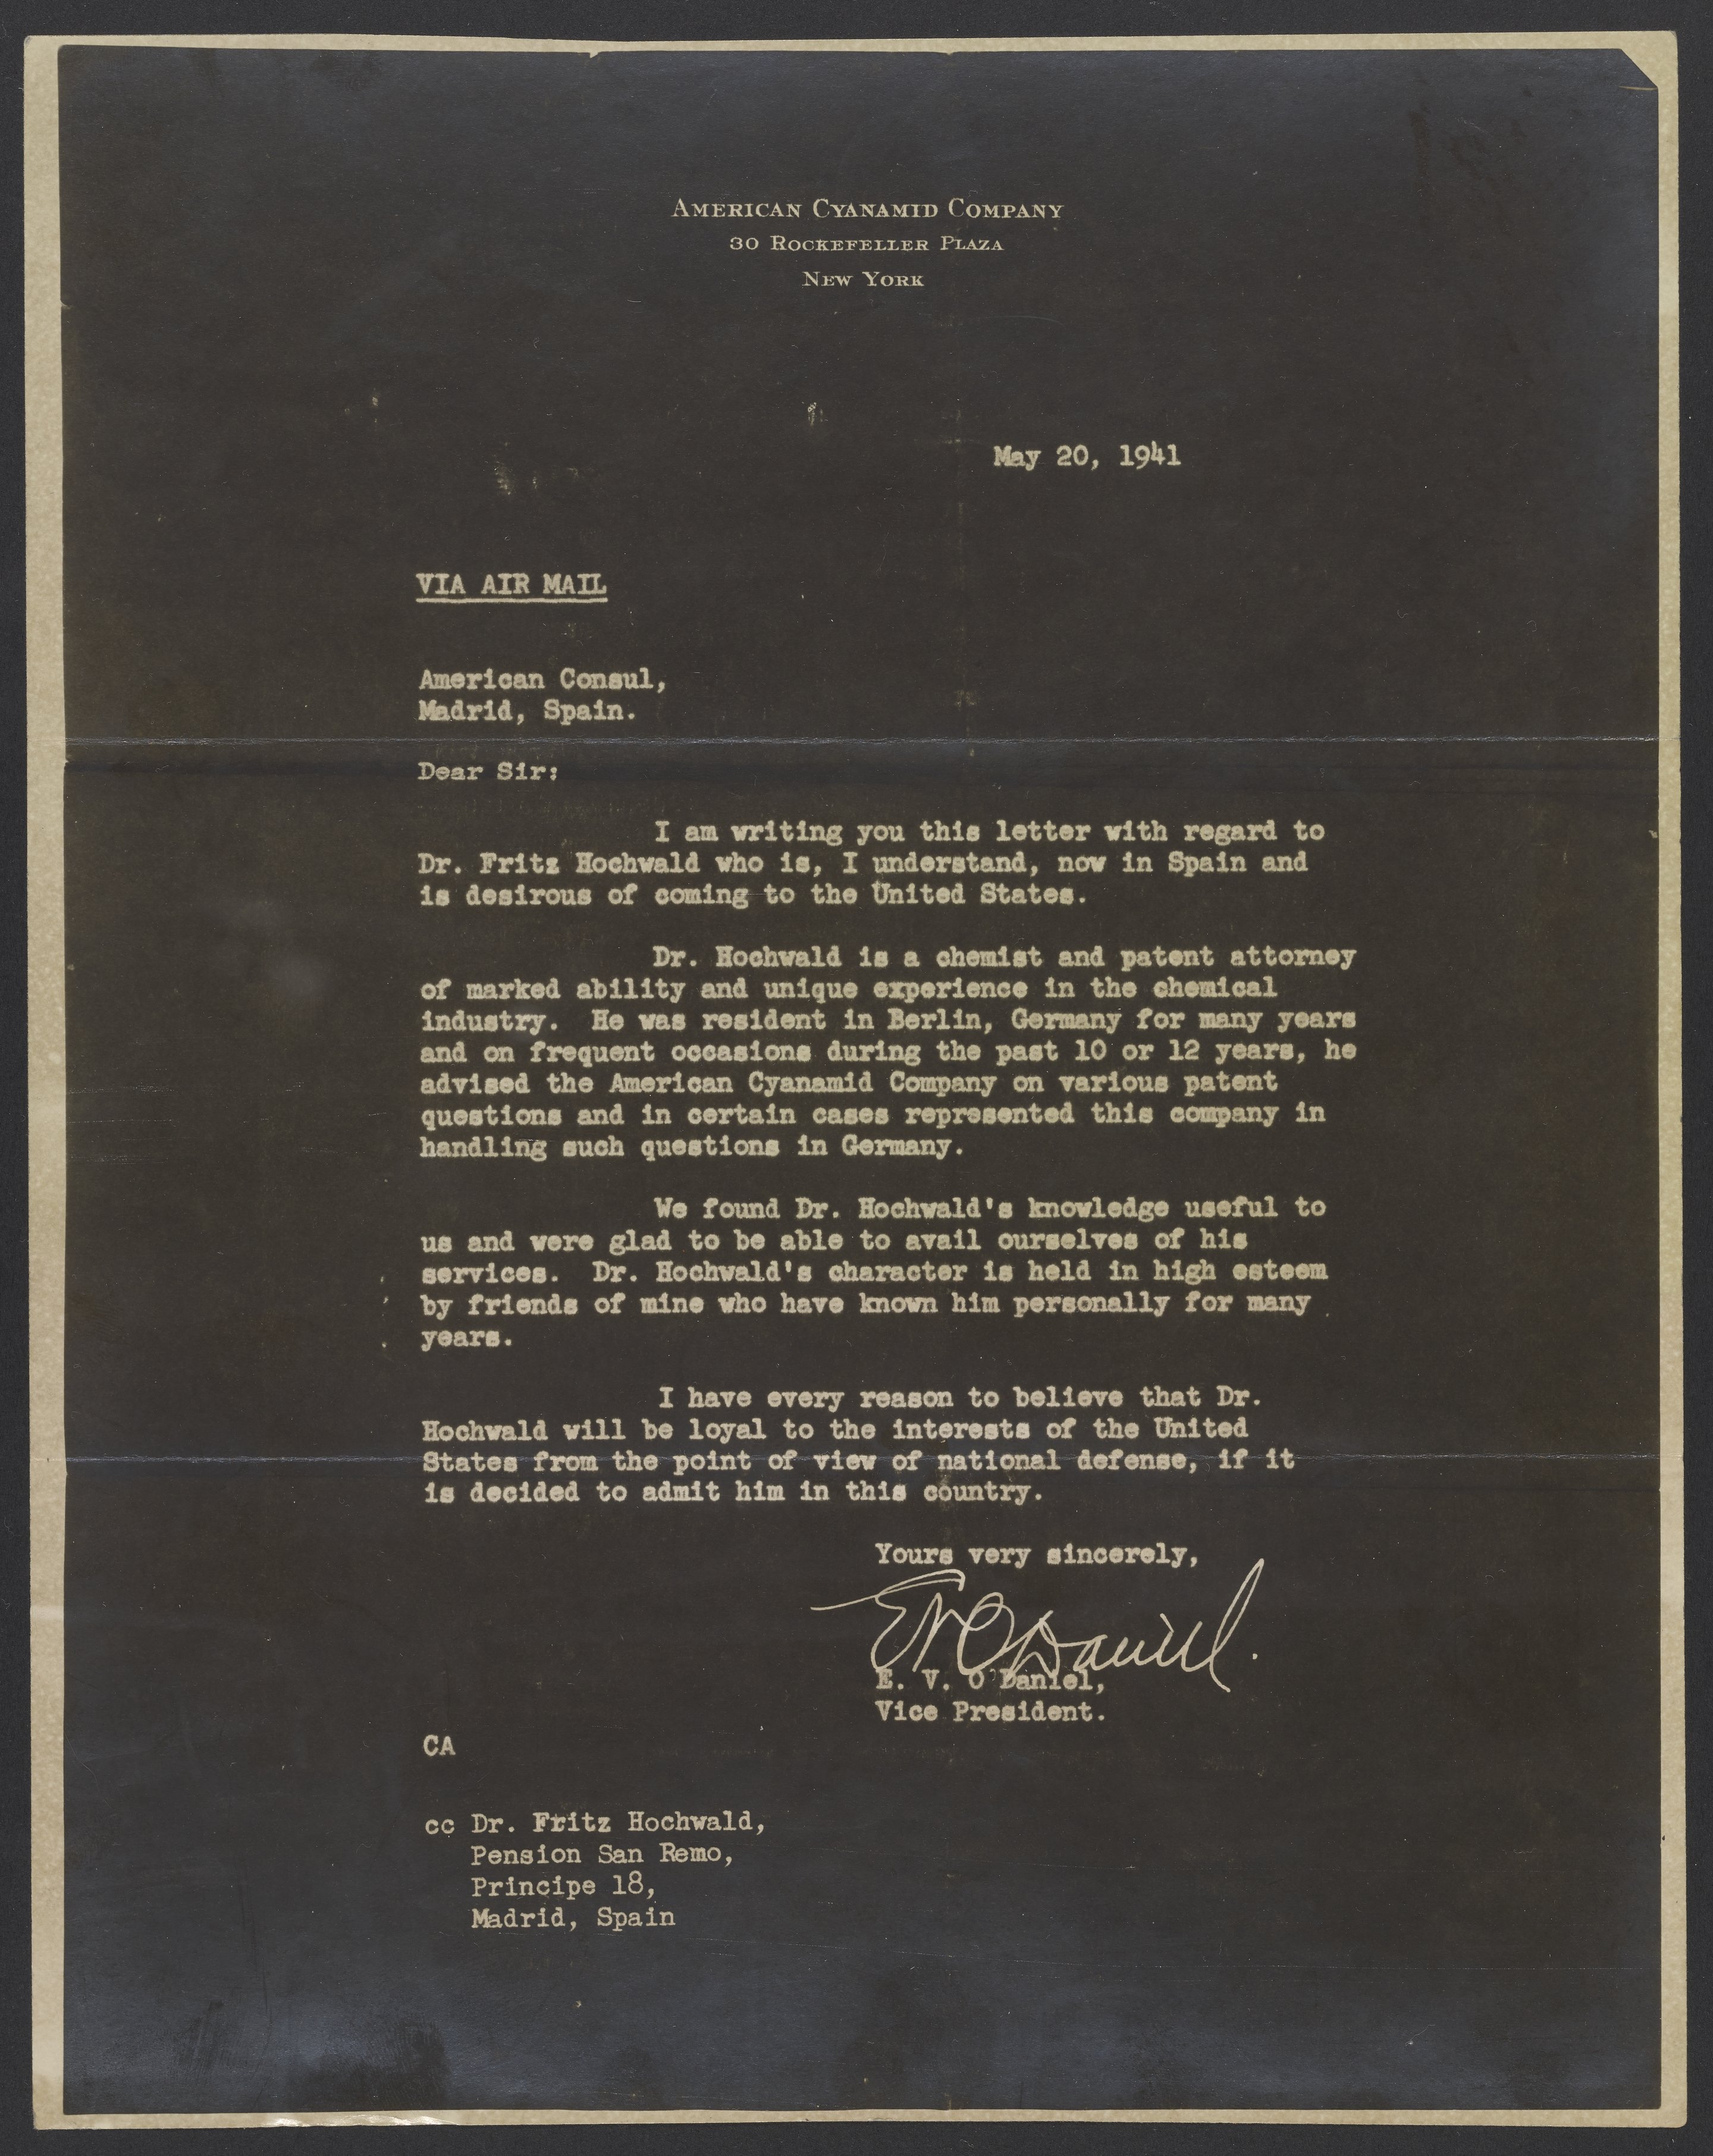 AMERICAN CYANAMID COMPANY
30 ROCKEFELLER PLAZA
NEW YORK
May 20, 1941
VIA AIR MAIL
American Consul,
Madrid, Spain.
Dear Sir:
I am writing you this letter with regard to
Dr. Fritz Hochwald who is, I understand, now in Spain and
is desirous of coming to the United States.
Dr. Hochwald is a chemist and patent attorney
of marked ability and unique experience in the chemical
industry. He was resident in Berlin, Germany for many years
and on frequent occasions during the past 10 or 12 years, he
advised the American Cyanamid Company on various patent
questions and in certain cases represented this company in
handling such questions in Germany.
We found Dr. Hochwald's knowledge useful to
us and were glad to be able to avail ourselves of his
services. Dr. Hochwald's character is held in high esteem
by friends of mine who have known him personally for many
years.
I have every reason to believe that Dr.
Hochwald will be loyal to the interests of the United
States from the point of view of national defense, if it
is decided to admit him in this country.
Yours very sincerely,
EVO'Daniel.
E. V. O'Daniel,
Vice President.
CA
cc Dr. Fritz Hochwald,
Pension San Remo,
Principe 18,
Madrid, Spain